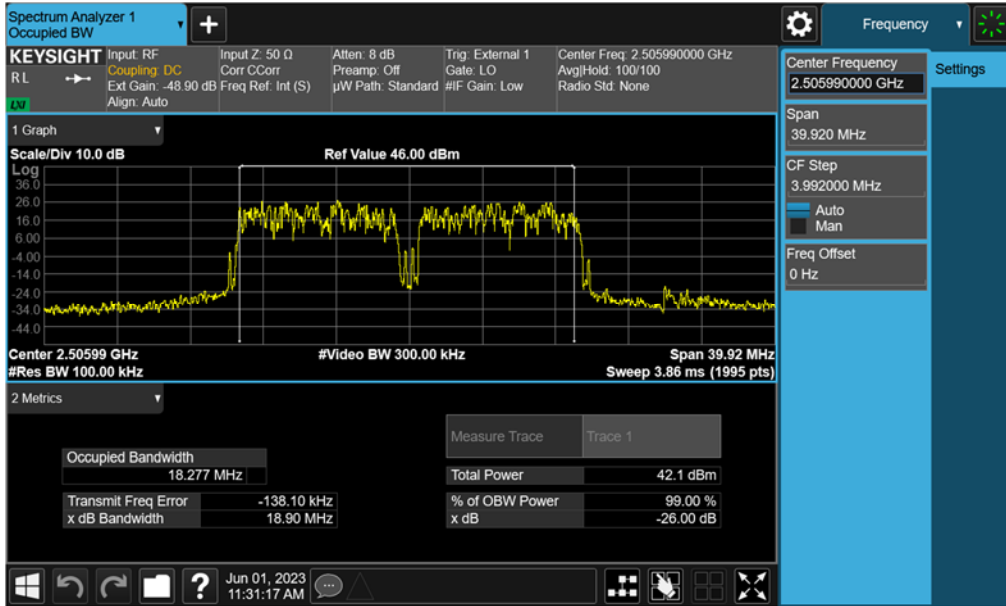 Spectrum Analyzer 1
Occupied BW
Frequency
KEYSIGHT
R L
LXI
Input: RF
Coupling: DC
Ext Gain: -48.90 dB
Align: Auto
Input Z: 50 Ω
Corr CCorr
Freq Ref: Int (S)
Atten: 8 dB
Preamp: Off
µW Path: Standard
Trig: External 1
Gate: LO
#IF Gain: Low
Center Freq: 2.505990000 GHz
Avg|Hold: 100/100
Radio Std: None
Center Frequency
2.505990000 GHz
Settings
Span
39.920 MHz
CF Step
3.992000 MHz
Auto
Man
Freq Offset
0 Hz
1 Graph
Scale/Div 10.0 dB
Ref Value 46.00 dBm
Log
36.0
26.0
16.0
6.00
-4.00
-14.0
-24.0
-34.0
-44.0
Center 2.50599 GHz
#Video BW 300.00 kHz
Span 39.92 MHz
#Res BW 100.00 kHz
Sweep 3.86 ms (1995 pts)
2 Metrics
Measure Trace
Trace 1
Occupied Bandwidth
18.277 MHz
Total Power
42.1 dBm
Transmit Freq Error
-138.10 kHz
% of OBW Power
99.00 %
x dB Bandwidth
18.90 MHz
x dB
-26.00 dB
?
Jun 01, 2023
11:31:17 AM